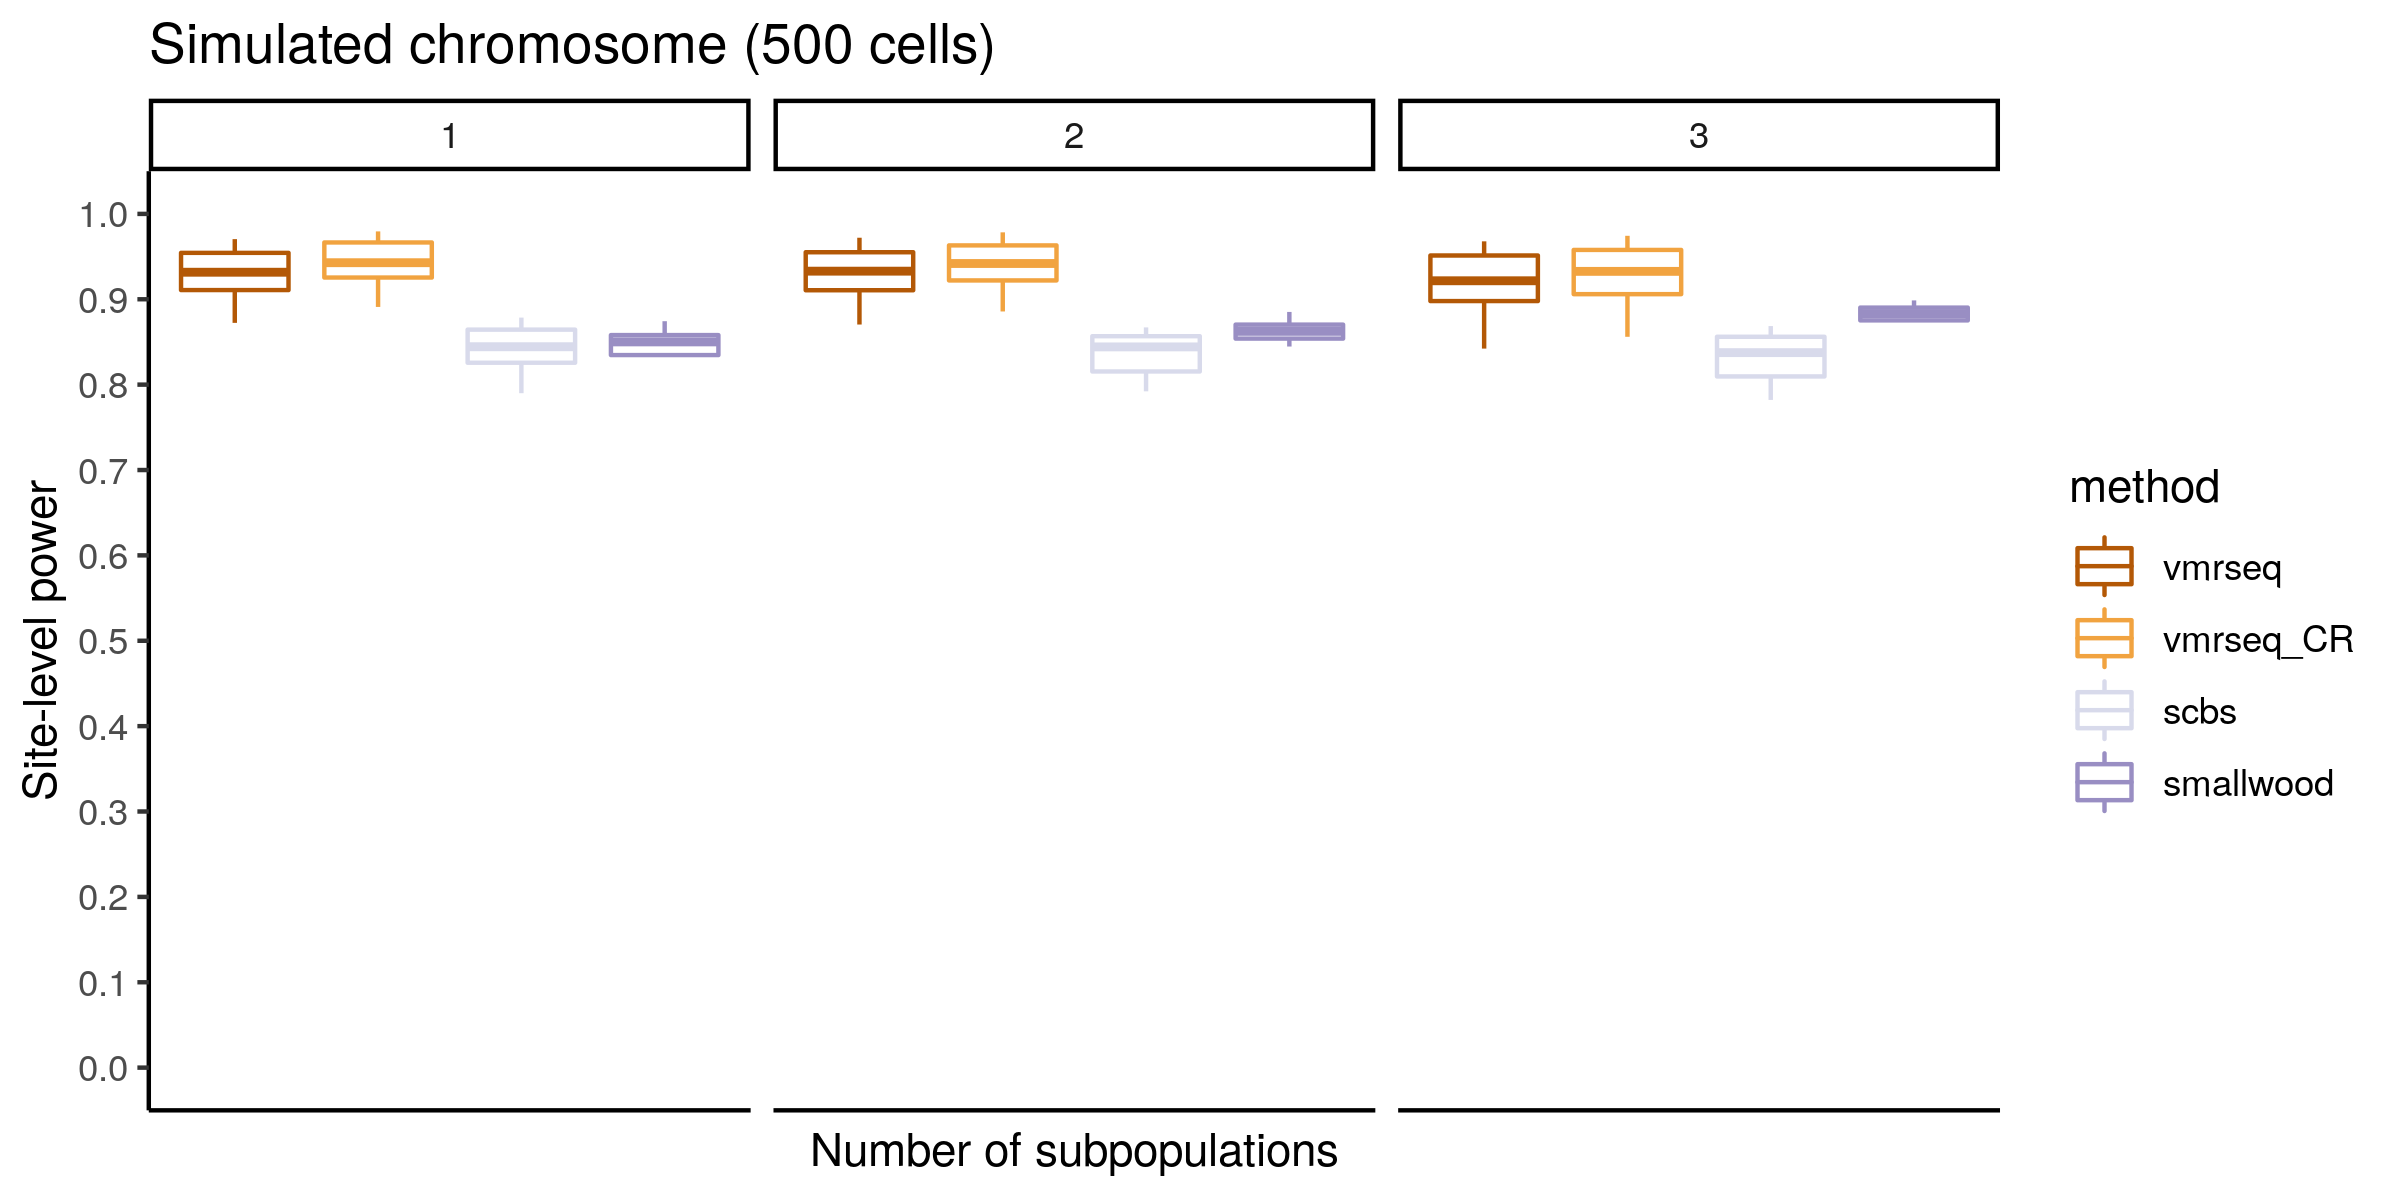 Simulated chromosome (500 cells)
1
2
3
1.0
0.9
0.8
0.7
0.6
0.5
0.4
0.3
0.2
0.1
0.0
Site-level power
Number of subpopulations
method
vmrseq
vmrseq_CR
scbs
smallwood